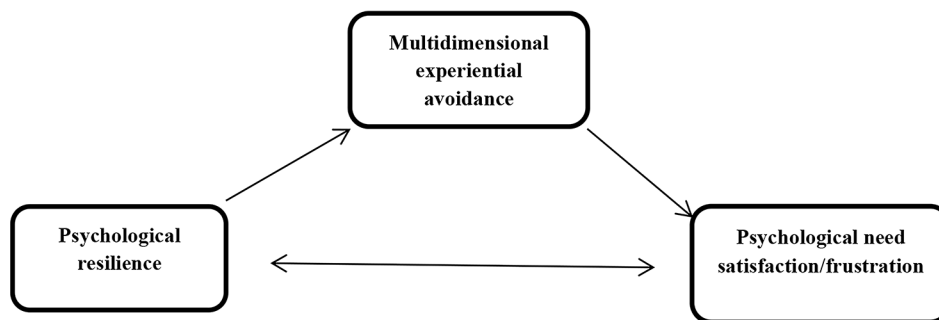 Multidimensional
experiential
avoidance
Psychological
resilience
Psychological need
satisfaction/frustration